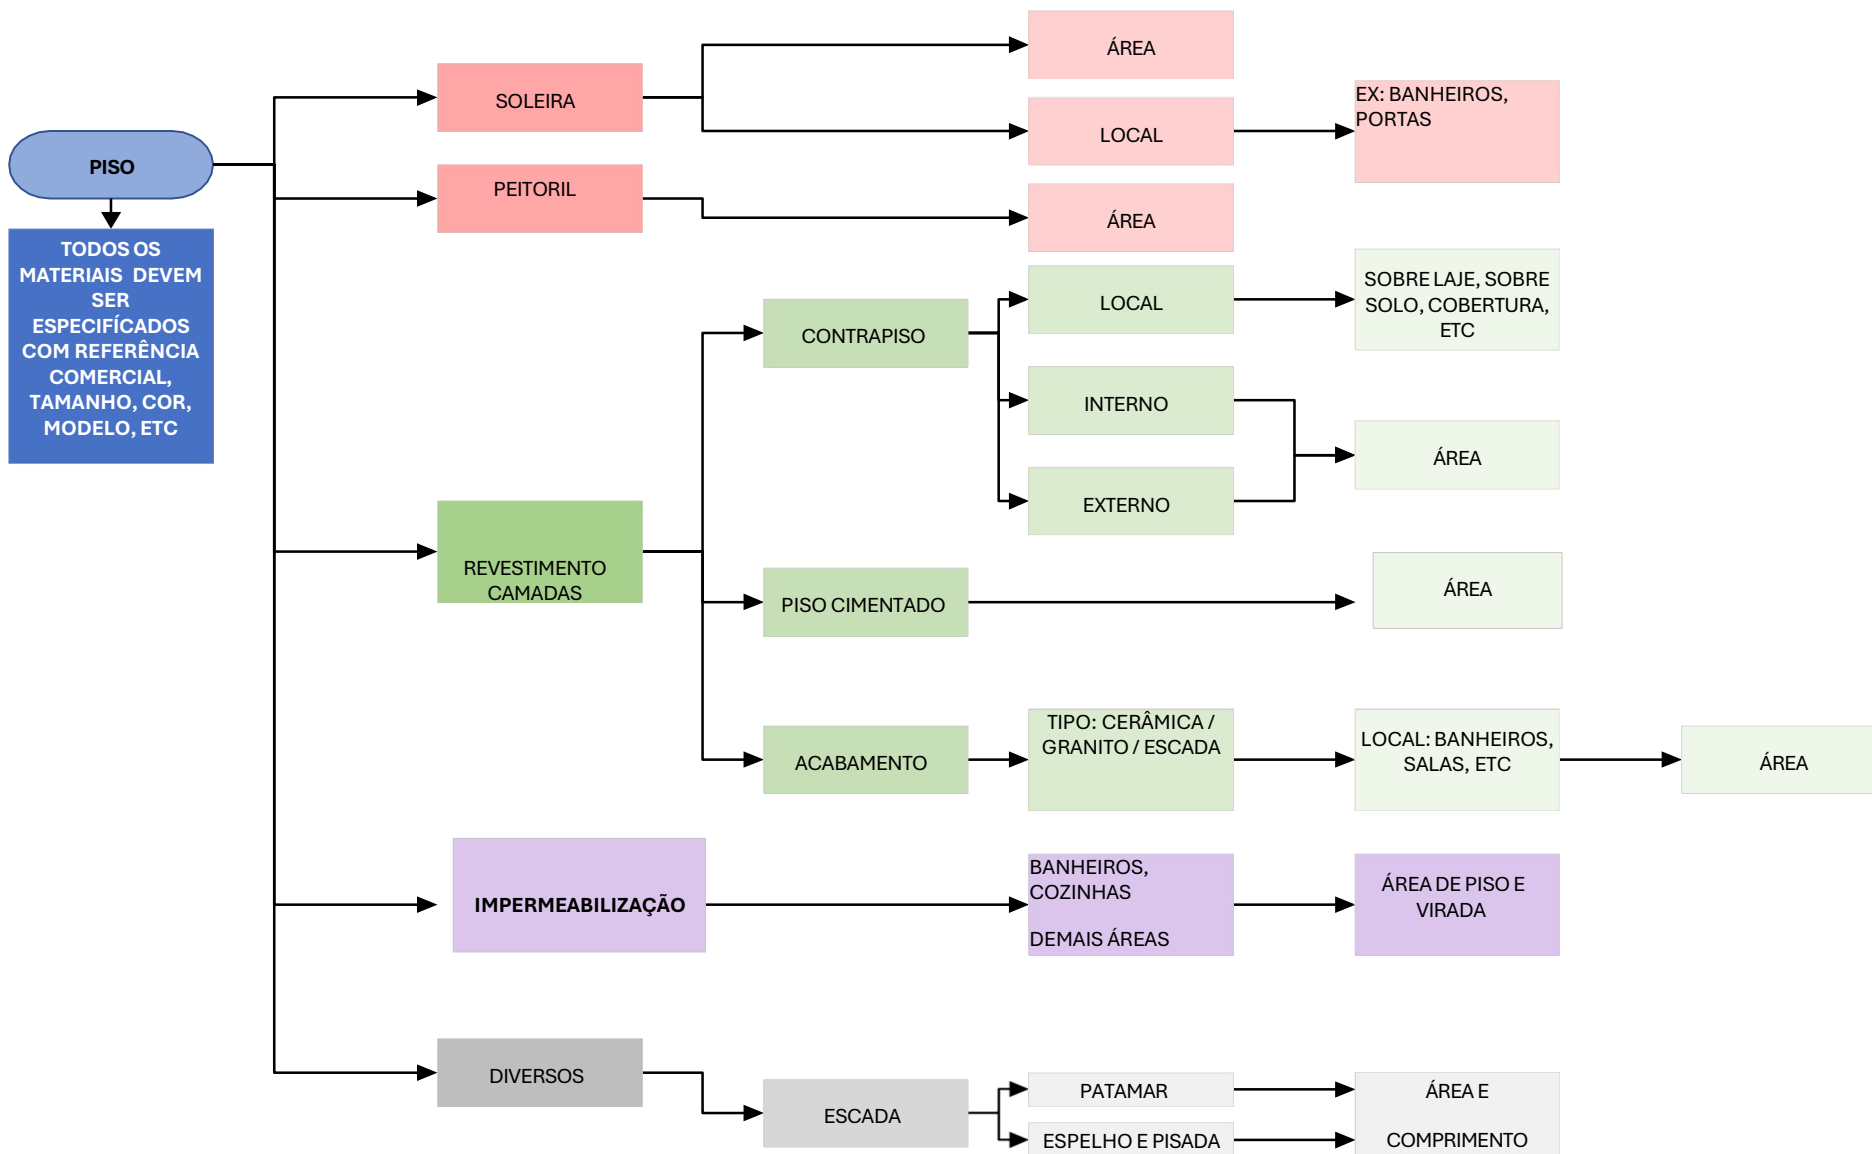 PISO
TODOS OS
MATERIAIS DEVEM
SER
ESPECIFÍCADOS
COM REFERÊNCIA
COMERCIAL,
TAMANHO, COR,
MODELO, ETC
SOLEIRA
ÁREA
LOCAL
EX: BANHEIROS,
PORTAS
PEITORIL
ÁREA
REVESTIMENTO
CAMADAS
CONTRAPISO
LOCAL
SOBRE LAJE, SOBRE
SOLO, COBERTURA,
ETC
INTERNO
EXTERNO
ÁREA
PISO CIMENTADO
ÁREA
ACABAMENTO
TIPO: CERÂMICA /
GRANITO / ESCADA
LOCAL: BANHEIROS,
SALAS, ETC
ÁREA
IMPERMEABILIZAÇÃO
BANHEIROS,
COZINHAS
DEMAIS ÁREAS
ÁREA DE PISO E
VIRADA
DIVERSOS
ESCADA
PATAMAR
ESPELHO E PISADA
ÁREA E
COMPRIMENTO